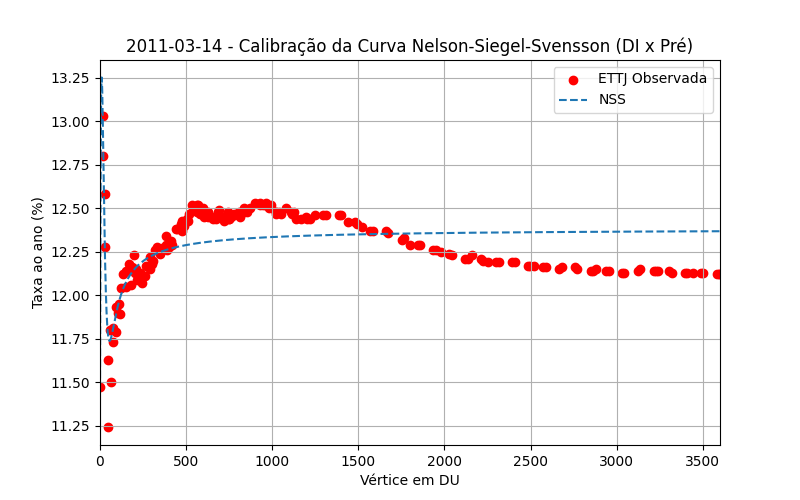 2011-03-14 - Calibração da Curva Nelson-Siegel-Svensson (DI x Pré)
ETTJ Observada
NSS
Taxa ao ano (%)
13.25
13.00
12.75
12.50
12.25
12.00
11.75
11.50
11.25
0 500 1000 1500 2000 2500 3000 3500
Vértice em DU